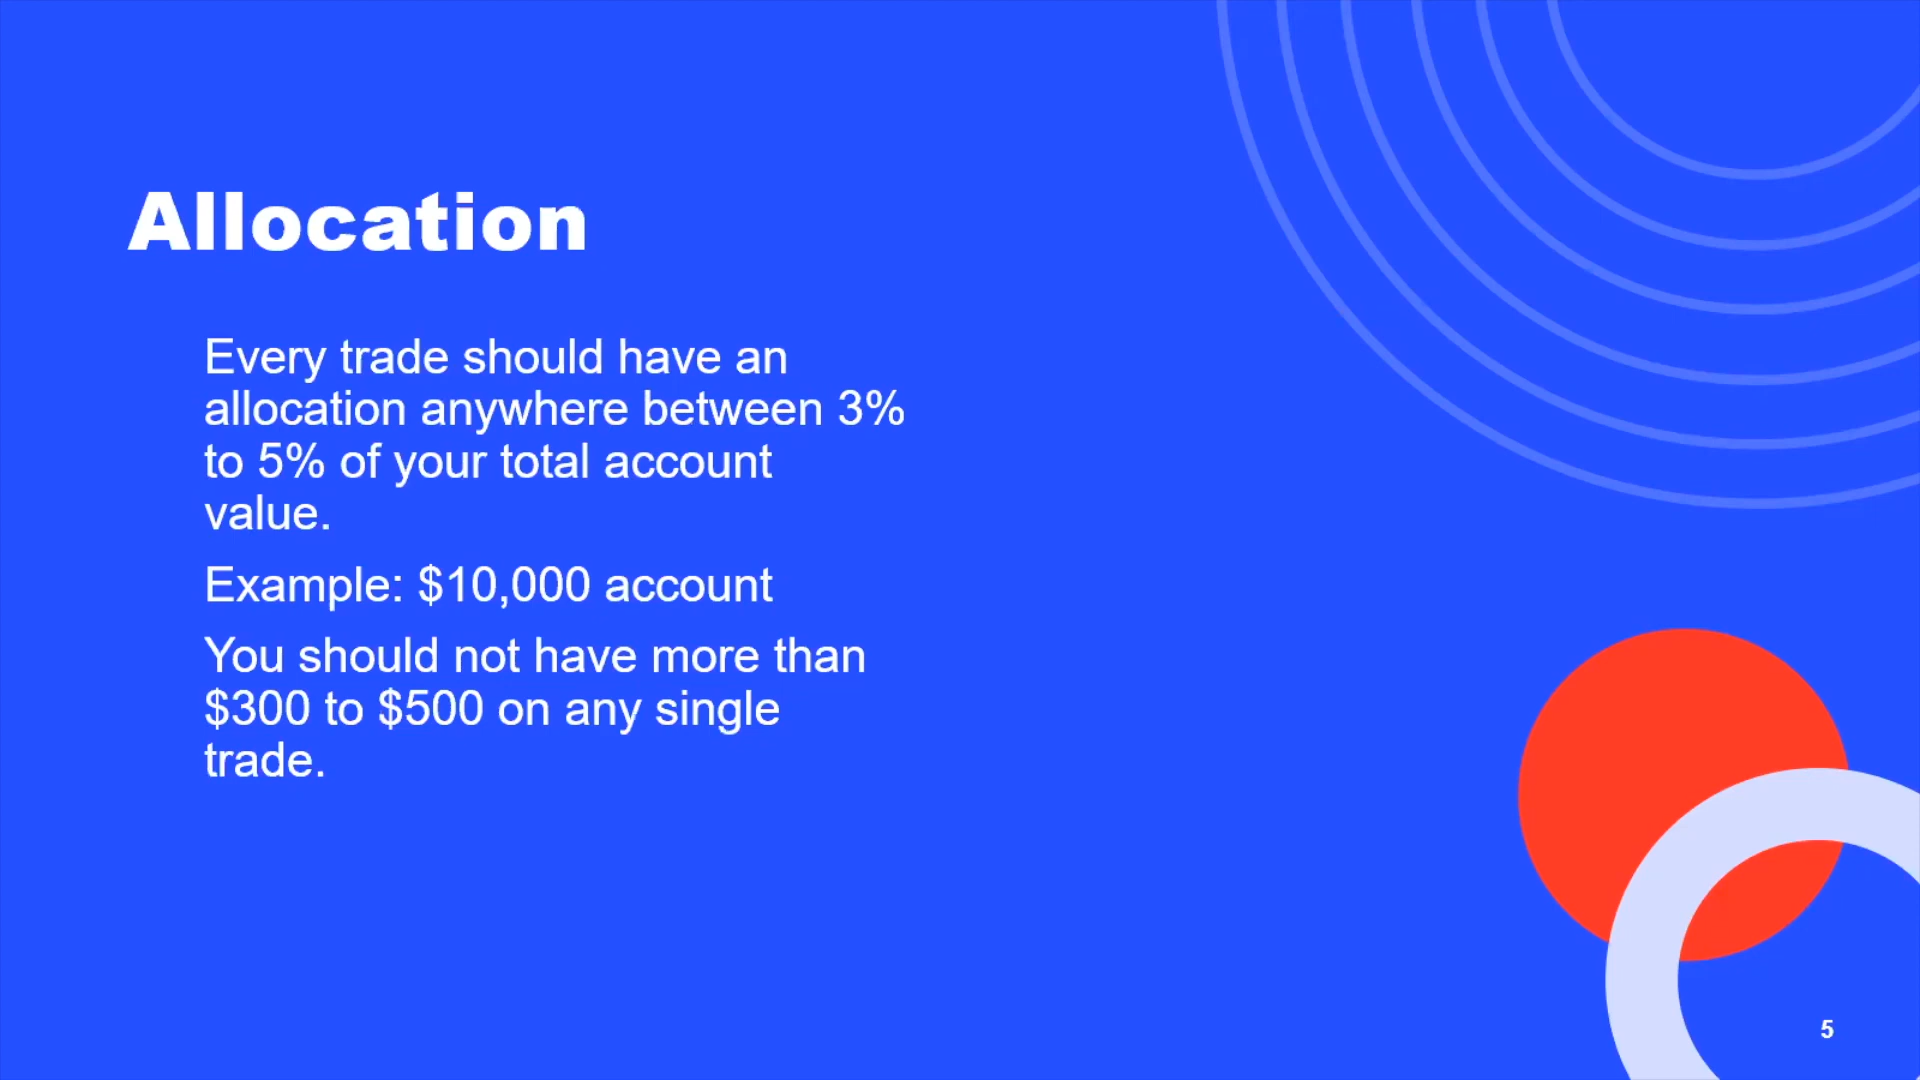 Allocation
Every trade should have an
allocation anywhere between 3%
to 5% of your total account
value.
Example: $10,000 account
You should not have more than
$300 to $500 on any single
trade.
5